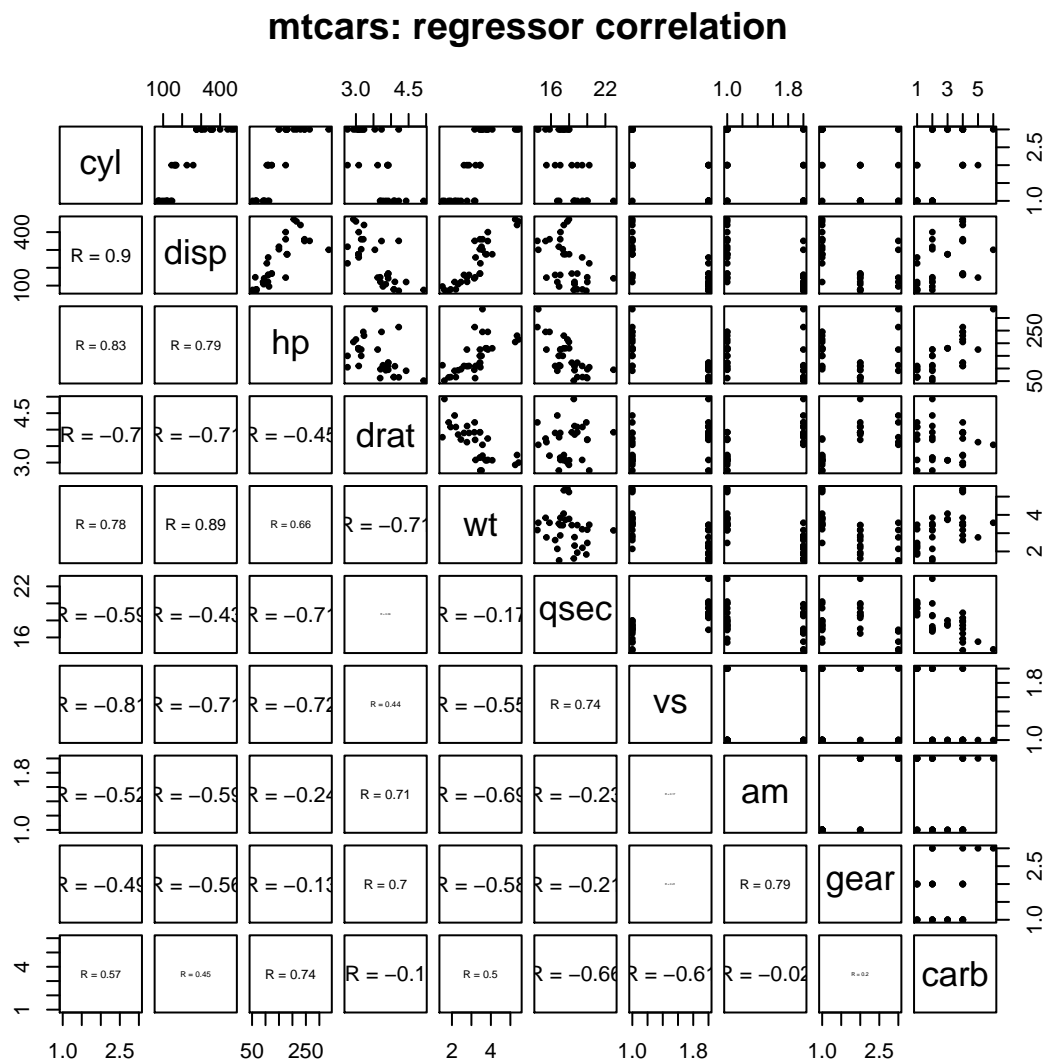 mtcars: regressor correlation
100 400 3.0 4.5 16 22 1.0 1.8 1 3 5
cyl
1.0 2.5
100 400
R = 0.9 disp
R = 0.83 R = 0.79 hp
50 250
3.0 4.5
R = −0.7 R = −0.71 R = −0.45 drat
R = 0.78 R = 0.89 R = 0.66 R = −0.71 wt
2 4
16 22
R = −0.59 R = −0.43 R = −0.71 R = −0.17 qsec
R = −0.81 R = −0.71 R = −0.72 R = 0.44 R = −0.55 R = 0.74 vs
1.0 1.8
1.0 1.8
R = −0.52 R = −0.59 R = −0.24 R = 0.71 R = −0.69 R = −0.23 am
R = −0.49 R = −0.56 R = −0.13 R = 0.7 R = −0.58 R = −0.21 R = 0.79 gear
1.0 2.5
1 4
R = 0.57 R = 0.45 R = 0.74 R = −0.1 R = 0.5 R = −0.66 R = −0.61 R = −0.02 R = 0.2 carb
1.0 2.5 50 250 2 4 1.0 1.8 1.0 2.5